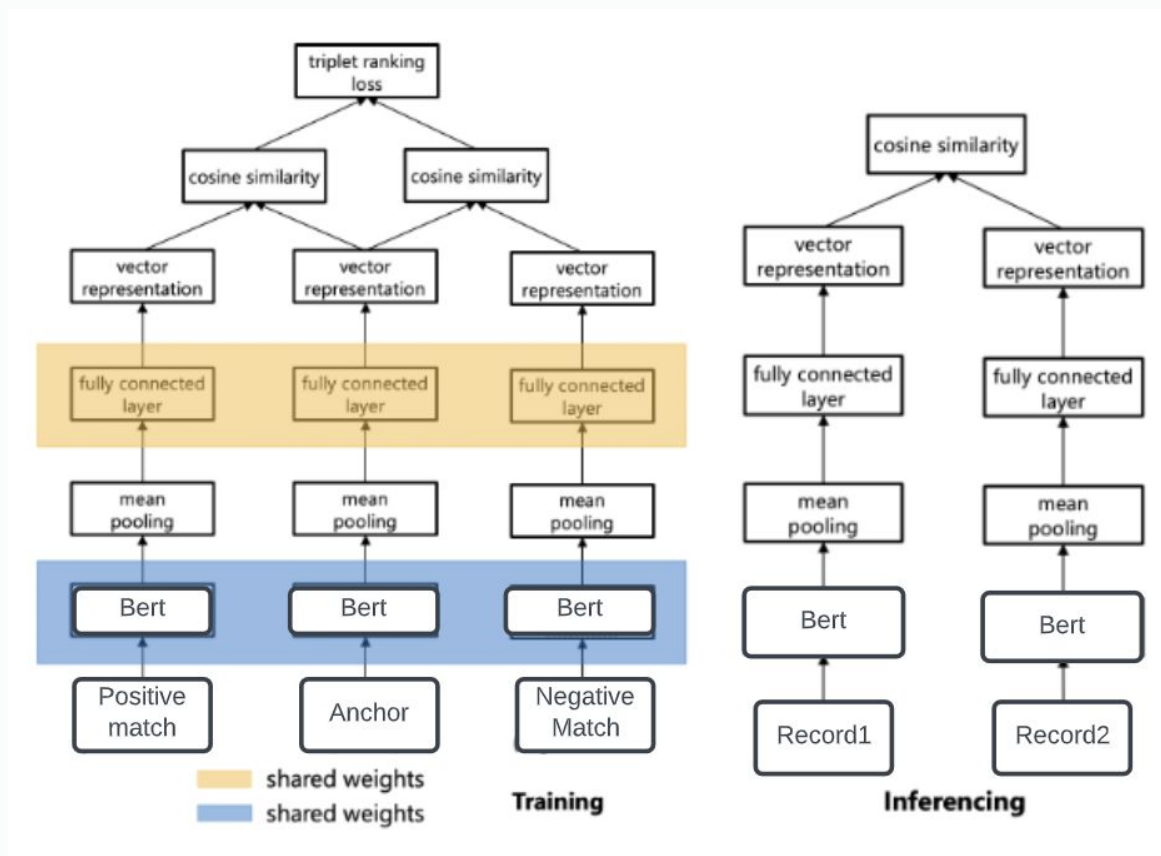 triplet ranking
loss
cosine similarity
cosine similarity
vector
representation
vector
representation
vector
representation
fully connected
layer
fully connected
layer
fully connected
layer
mean
pooling
mean
pooling
mean
pooling
Bert
Bert
Bert
Positive
match
Anchor
Negative
Match
shared weights
shared weights
Training
cosine similarity
vector
representation
vector
representation
fully connected
layer
fully connected
layer
mean
pooling
mean
pooling
Bert
Bert
Record1
Record2
Inferencing